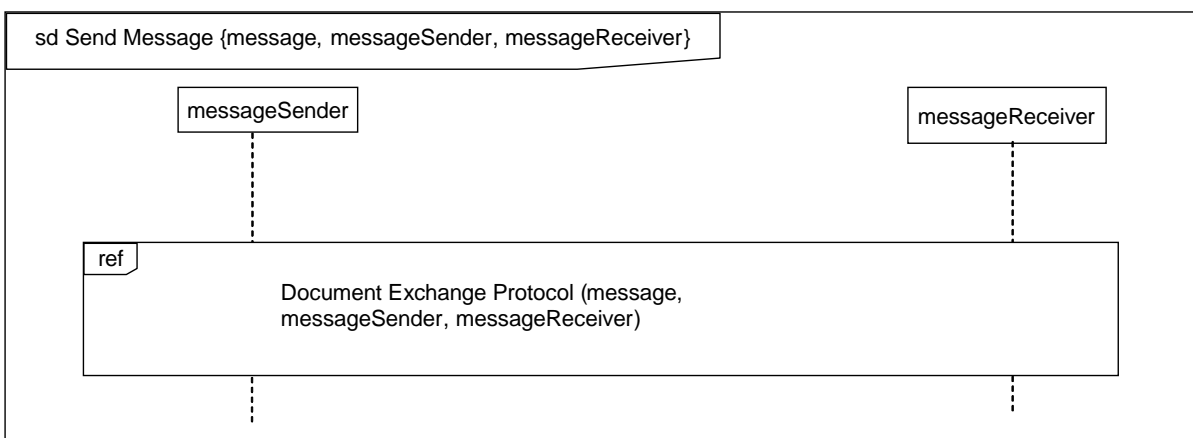 sd Send Message {message, messageSender, messageReceiver}
messageSender
messageReceiver
ref
Document Exchange Protocol (message,
messageSender, messageReceiver)